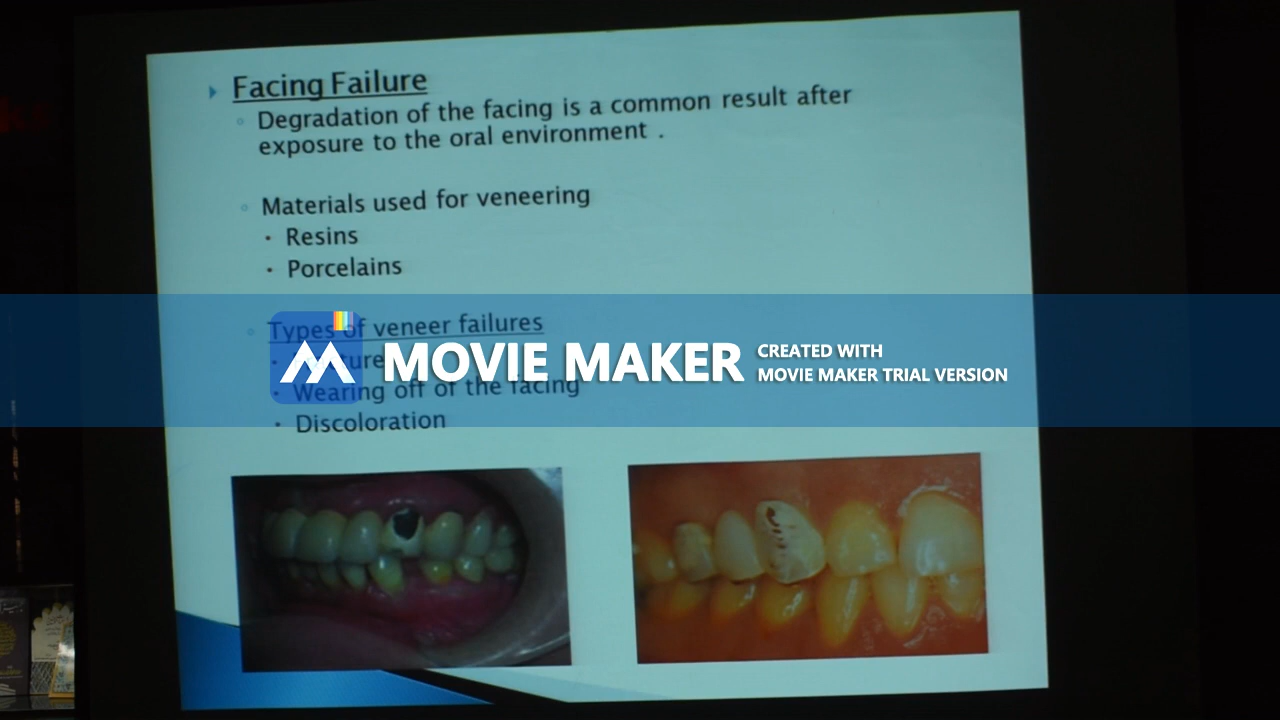 Facing Failure
Degradation of the facing is a common result after
exposure to the oral environment .
Materials used for veneering
Resins
Porcelains
Types of veneer failures
MOVIE MAKER
CREATED WITH
MOVIE MAKER TRIAL VERSION
Wearing off of the facing
Discoloration